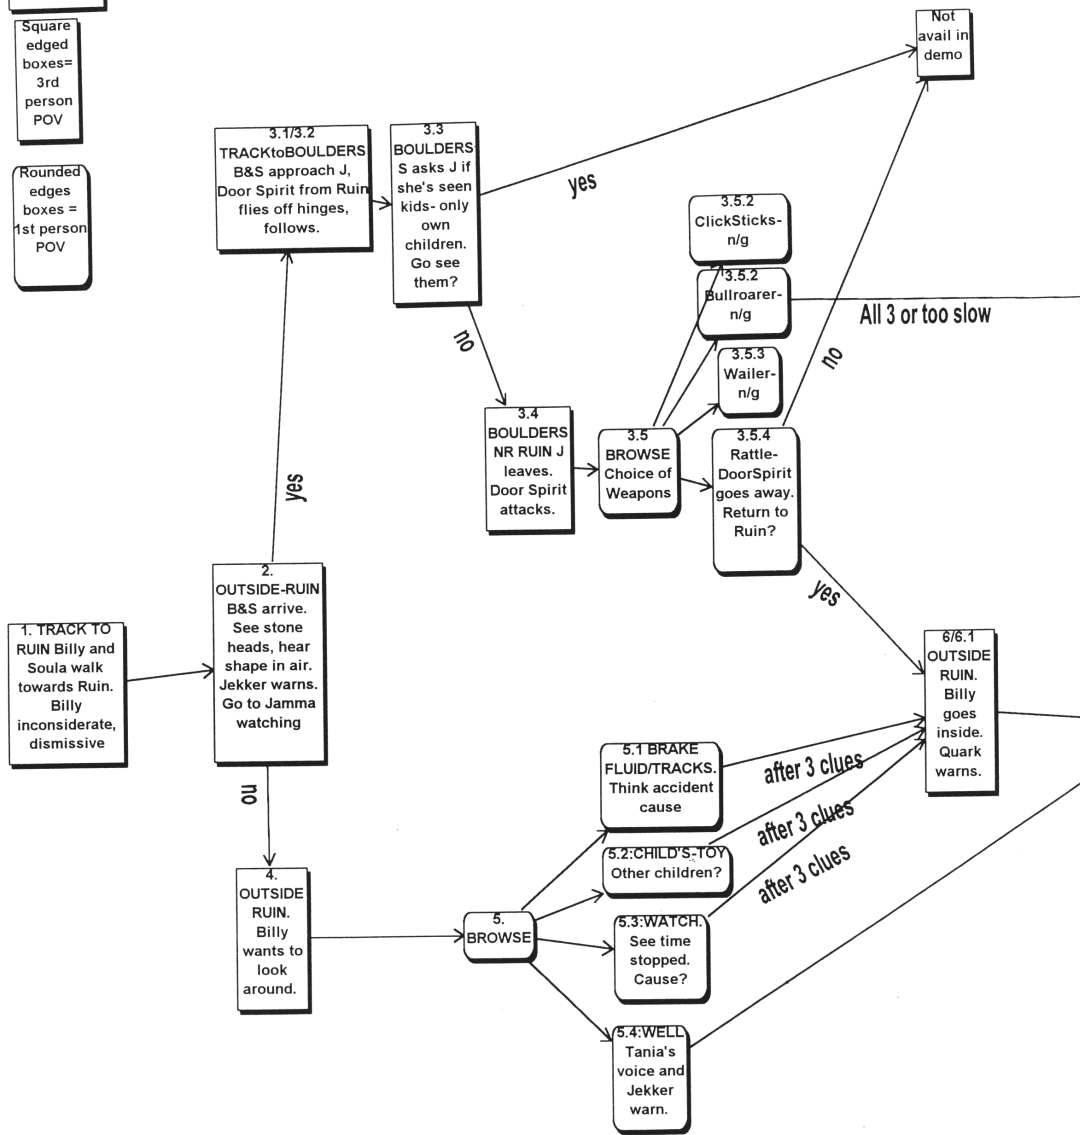 Square
edged
boxes=
3rd
person
POV
Rounded
edges
boxes =
1st person
POV
Not
avail in
demo
3.1/3.2
TRACKtoBOULDERS
B&S approach J,
Door Spirit from Ruin
flies off hinges,
follows.
3.3
BOULDERS
S asks J if
she's seen
kids- only
own
children.
Go see
them?
yes
no
3.5.2
ClickSticks-
n/g
3.5.2
Bullroarer-
n/g
All 3 or too slow
3.5.3
Wailer-
n/g
no
3.4
BOULDERS
NR RUIN J
leaves.
Door Spirit
attacks.
3.5
BROWSE
Choice of
Weapons
3.5.4
Rattle-
DoorSpirit
goes away.
Return to
Ruin?
yes
yes
1. TRACK TO
RUIN Billy and
Soula walk
towards Ruin.
Billy
inconsiderate,
dismissive
2.
OUTSIDE-RUIN
B&S arrive.
See stone
heads, hear
shape in air.
Jekker warns.
Go to Jamma
watching
no
6/6.1
OUTSIDE
RUIN.
Billy
goes
inside.
Quark
warns.
4.
OUTSIDE
RUIN.
Billy
wants to
look
around.
5.
BROWSE
5.1 BRAKE
FLUID/TRACKS.
Think accident
cause
after 3 clues
5.2:CHILD'S-TOY
Other children?
after 3 clues
5.3:WATCH.
See time
stopped.
Cause?
after 3 clues
5.4:WELL
Tania's
voice and
Jekker
warn.